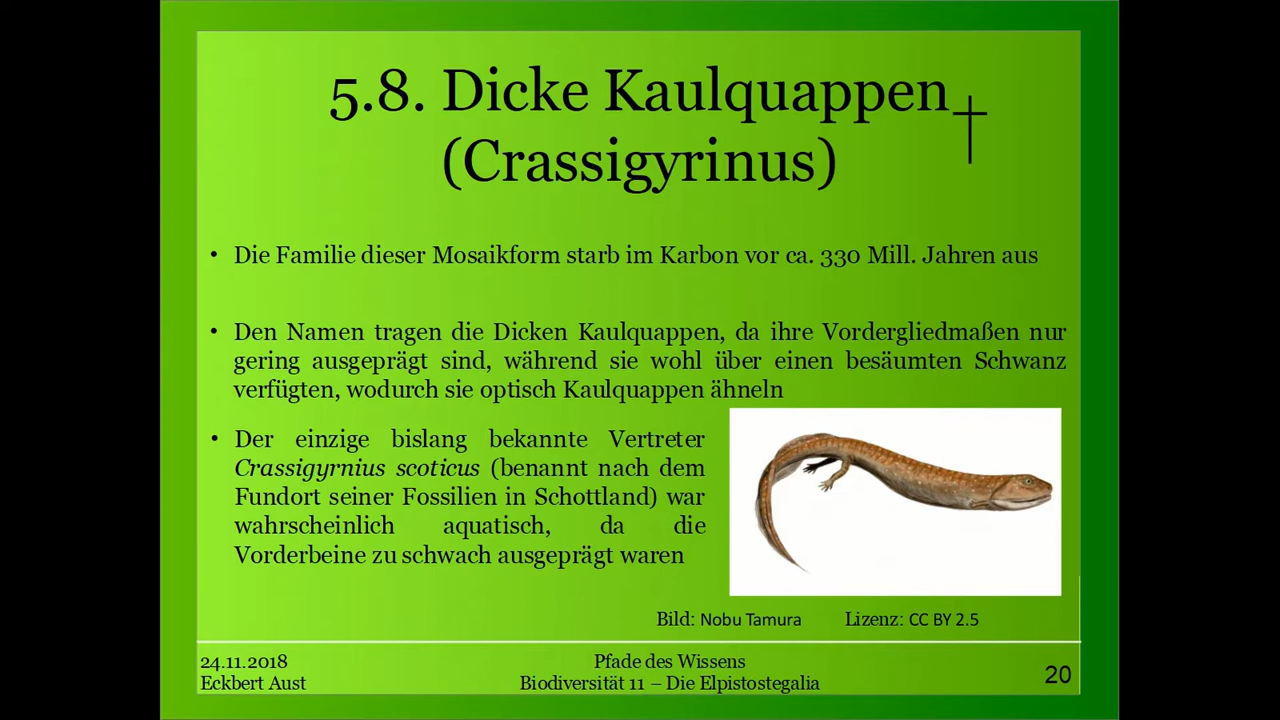 5.8. Dicke Kaulquappen†
(Crassigyrinus)
• Die Familie dieser Mosaikform starb im Karbon vor ca. 330 Mill. Jahren aus
• Den Namen tragen die Dicken Kaulquappen, da ihre Vordergliedmaßen nur
gering ausgeprägt sind, während sie wohl über einen besäumten Schwanz
verfügten, wodurch sie optisch Kaulquappen ähneln
• Der einzige bislang bekannte Vertreter
Crassigyrnius scoticus (benannt nach dem
Fundort seiner Fossilien in Schottland) war
wahrscheinlich aquatisch, da die
Vorderbeine zu schwach ausgeprägt waren
Bild: Nobu Tamura Lizenz: CC BY 2.5
24.11.2018
Eckbert Aust
Pfade des Wissens
Biodiversität 11 – Die Elpistostegalia
20